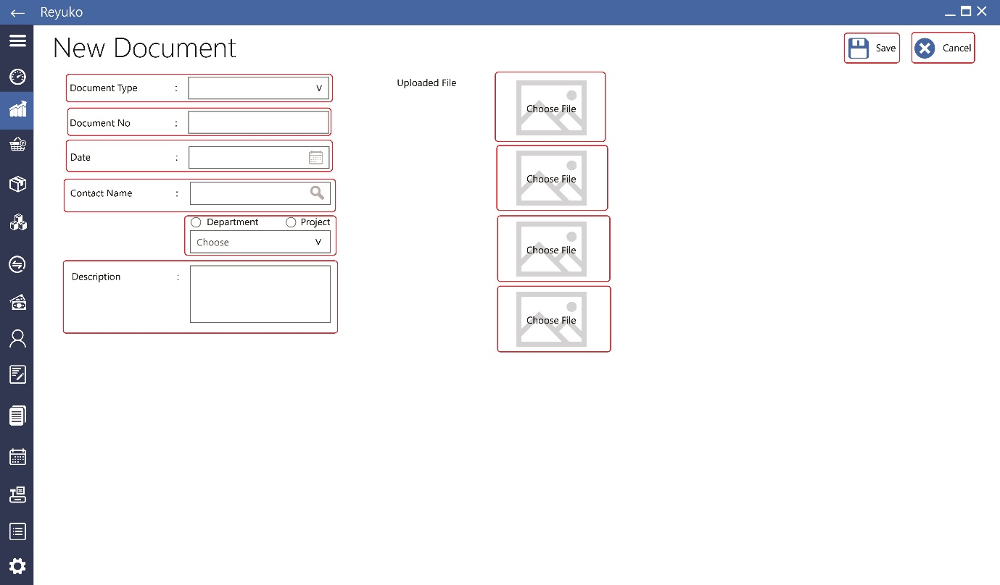 Reyuko
New Document
Save
Cancel
Document Type :
Document No :
Date :
Contact Name :
Department Project
Choose
Description :
Uploaded File
Choose File
Choose File
Choose File
Choose File